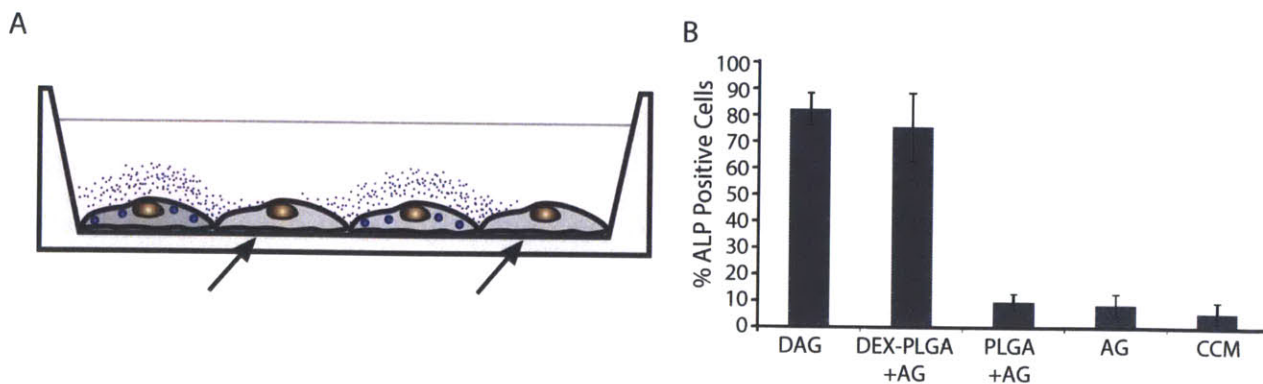 A
B
% ALP Positive Cells
100
90
80
70
60
50
40
30
20
10
0
DAG
DEX-PLGA
+AG
PLGA
+AG
AG
CCM